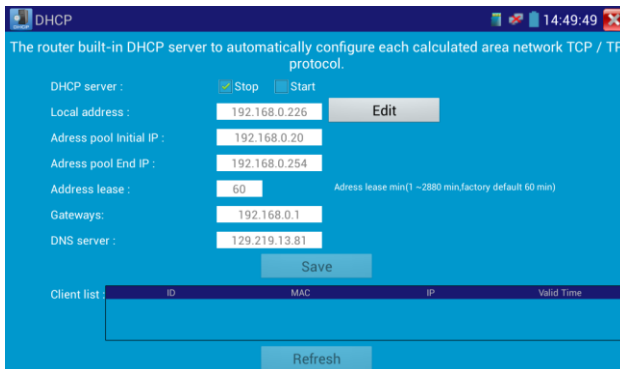 DHCP 14:49:49
The router built-in DHCP server to automatically configure each calculated area network TCP / TP
protocol.
DHCP server : Stop Start
Local address : 192.168.0.226 Edit
Adress pool Initial IP : 192.168.0.20
Adress pool End IP : 192.168.0.254
Address lease : 60 Adress lease min(1 ~2880 min,factory default 60 min)
Gateways: 192.168.0.1
DNS server : 129.219.13.81
Save
Client list : ID MAC IP Valid Time
Refresh